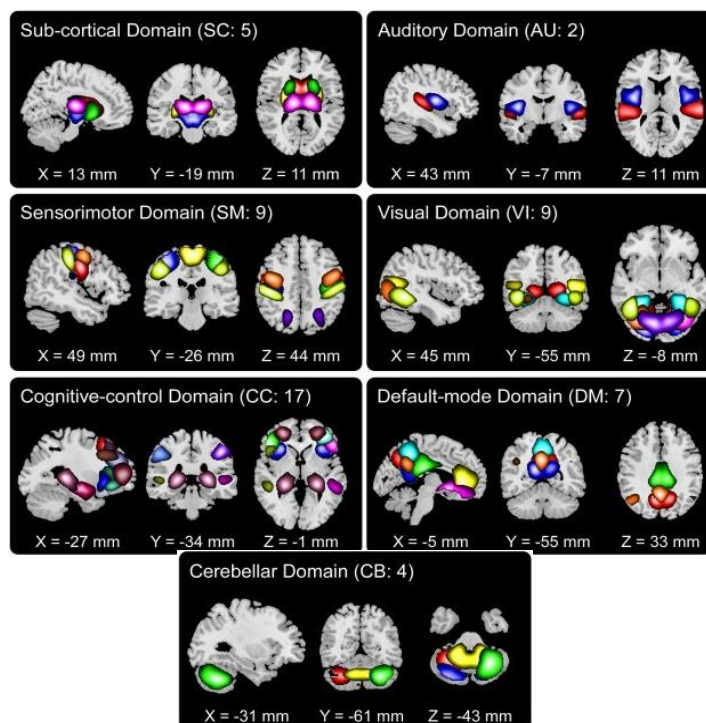 Sub-cortical Domain (SC: 5)
X = 13 mm Y = -19 mm Z = 11 mm
Auditory Domain (AU: 2)
X = 43 mm Y = -7 mm Z = 11 mm
Sensorimotor Domain (SM: 9)
X = 49 mm Y = -26 mm Z = 44 mm
Visual Domain (VI: 9)
X = 45 mm Y = -55 mm Z = -8 mm
Cognitive-control Domain (CC: 17)
X = -27 mm Y = -34 mm Z = -1 mm
Default-mode Domain (DM: 7)
X = -5 mm Y = -55 mm Z = 33 mm
Cerebellar Domain (CB: 4)
X = -31 mm Y = -61 mm Z = -43 mm